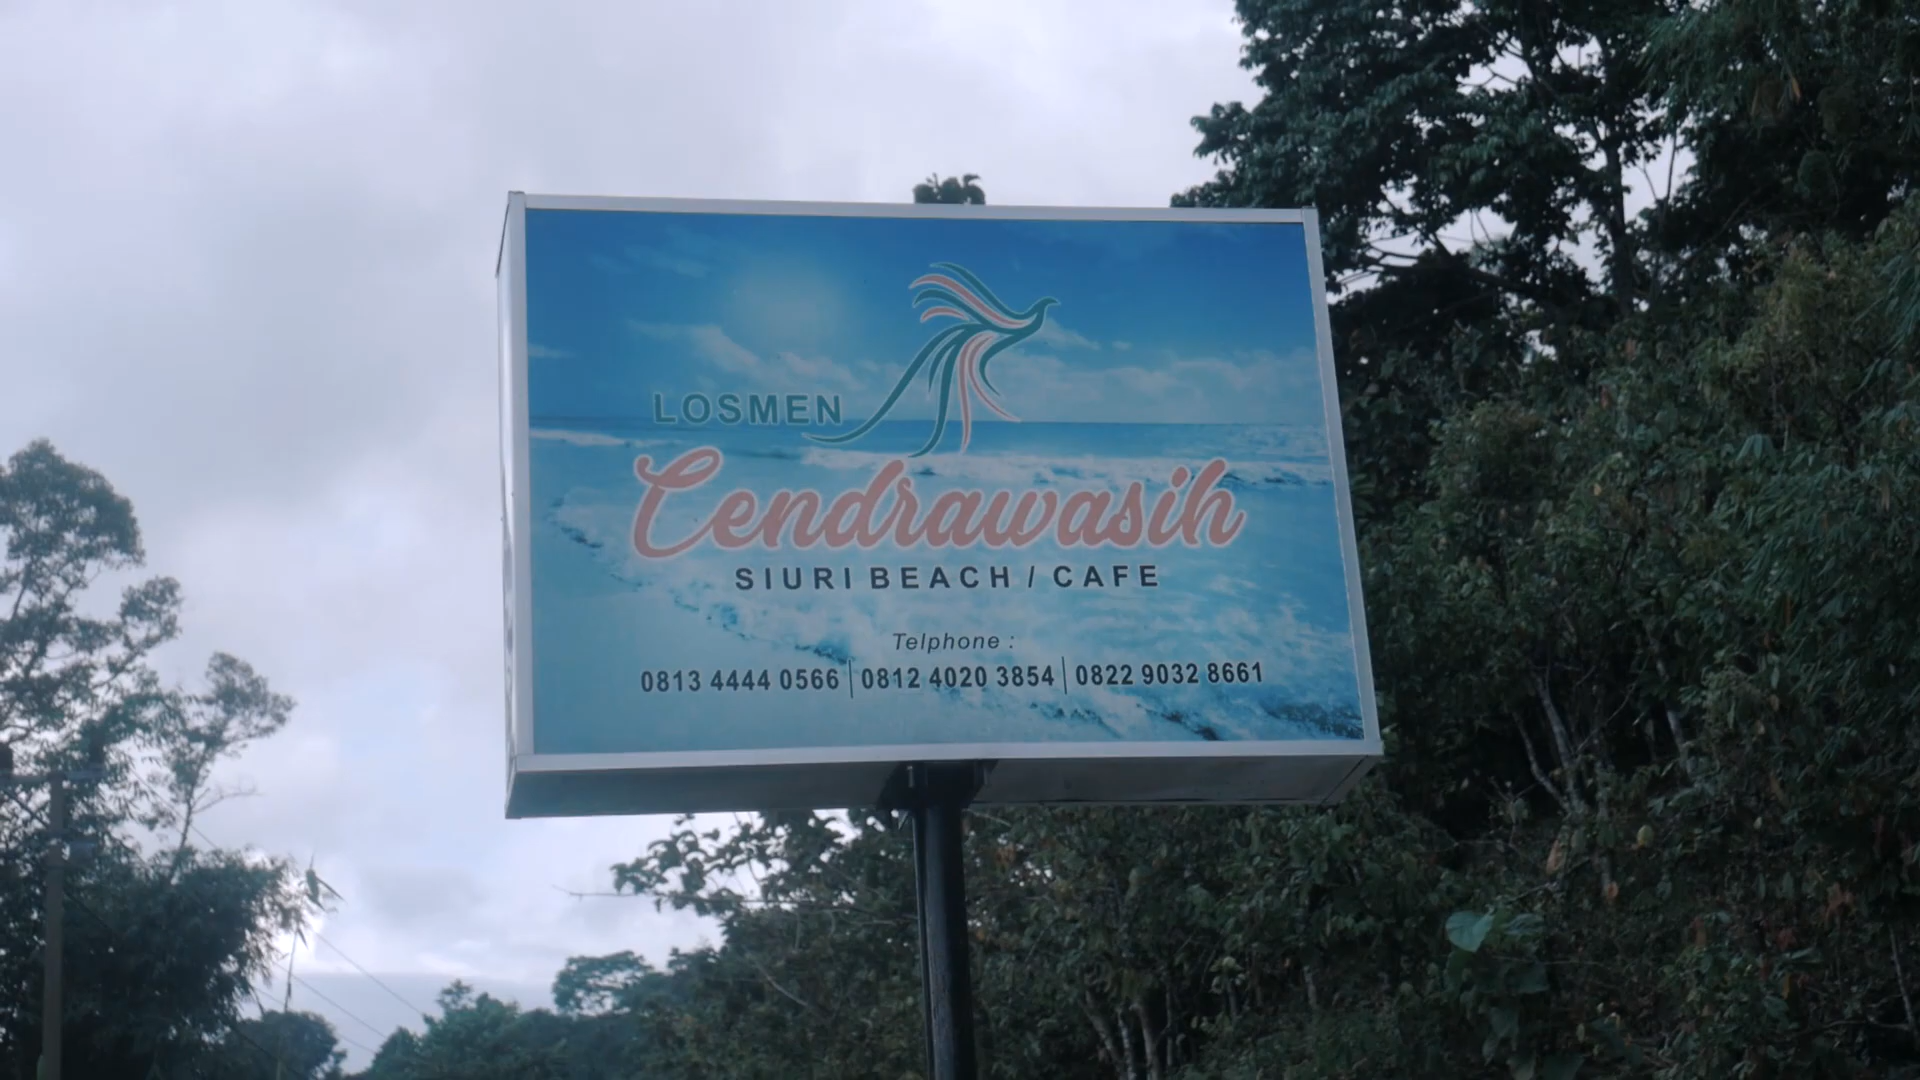 LOSMEN
Cendrawasih
SIURI BEACH / CAFE
Telphone :
0813 4444 0566 | 0812 4020 3854 | 0822 9032 8661